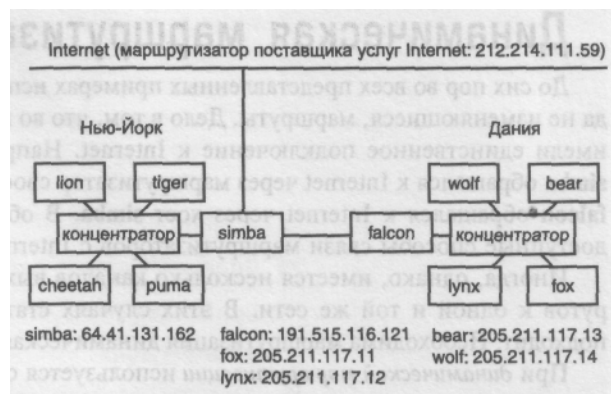 Internet (маршрутизатор поставщика услуг Internet: 212.214.111.59)
Нью-Йорк
Дания
lion
tiger
wolf
bear
концентратор
simba
falcon
концентратор
cheetah
puma
lynx
fox
simba: 64.41.131.162
falcon: 191.515.116.121
bear: 205.211.117.13
fox: 205.211.117.11
wolf: 205.211.117.14
lynx: 205.211.117.12